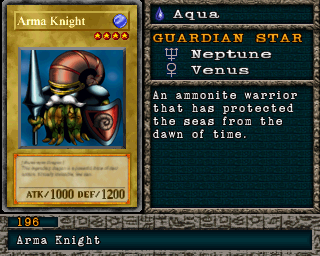 Arma Knight
ATK/1000 DEF/1200
Aqua
GUARDIAN STAR
Neptune
Venus
An ammonite warrior
that has protected
the seas from the
dawn of time.
196
Arma Knight